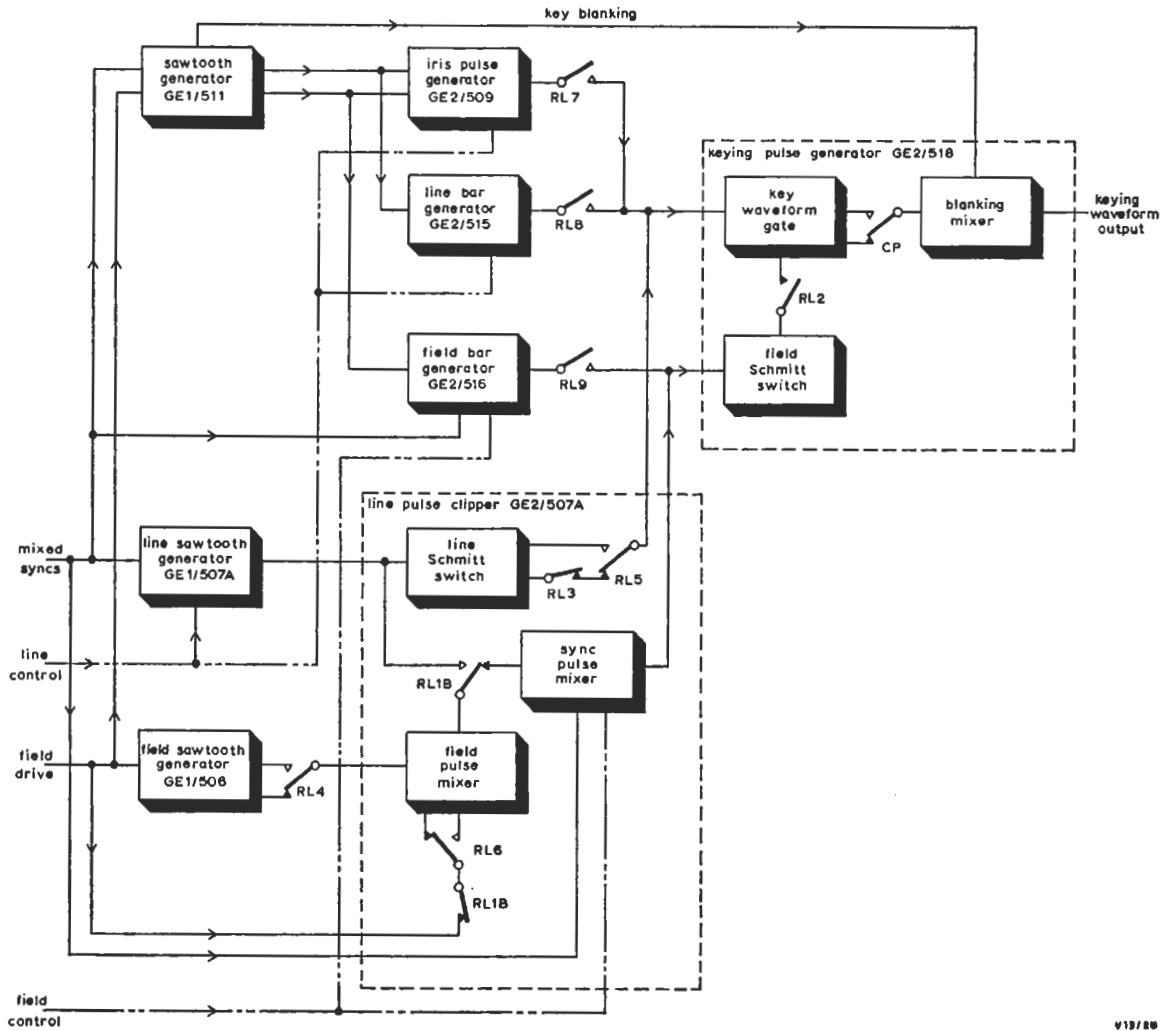 key blanking
sawtooth
generator
GE1/511
iris pulse
generator
GE2/509
RL7
keying pulse generator GE2/518
line bar
generator
GE2/515
RL8
key
waveform
gate
CP
blanking
mixer
keying
waveform
output
RL2
field bar
generator
GE2/516
RL9
field
Schmitt
switch
line pulse clipper GE2/507A
mixed
syncs
line sawtooth
generator
GE1/507A
line
Schmitt
switch
RL3
RL5
line
control
RL1B
sync
pulse
mixer
field
drive
field sawtooth
generator
GE1/506
RL4
field
pulse
mixer
RL6
RL1B
field
control